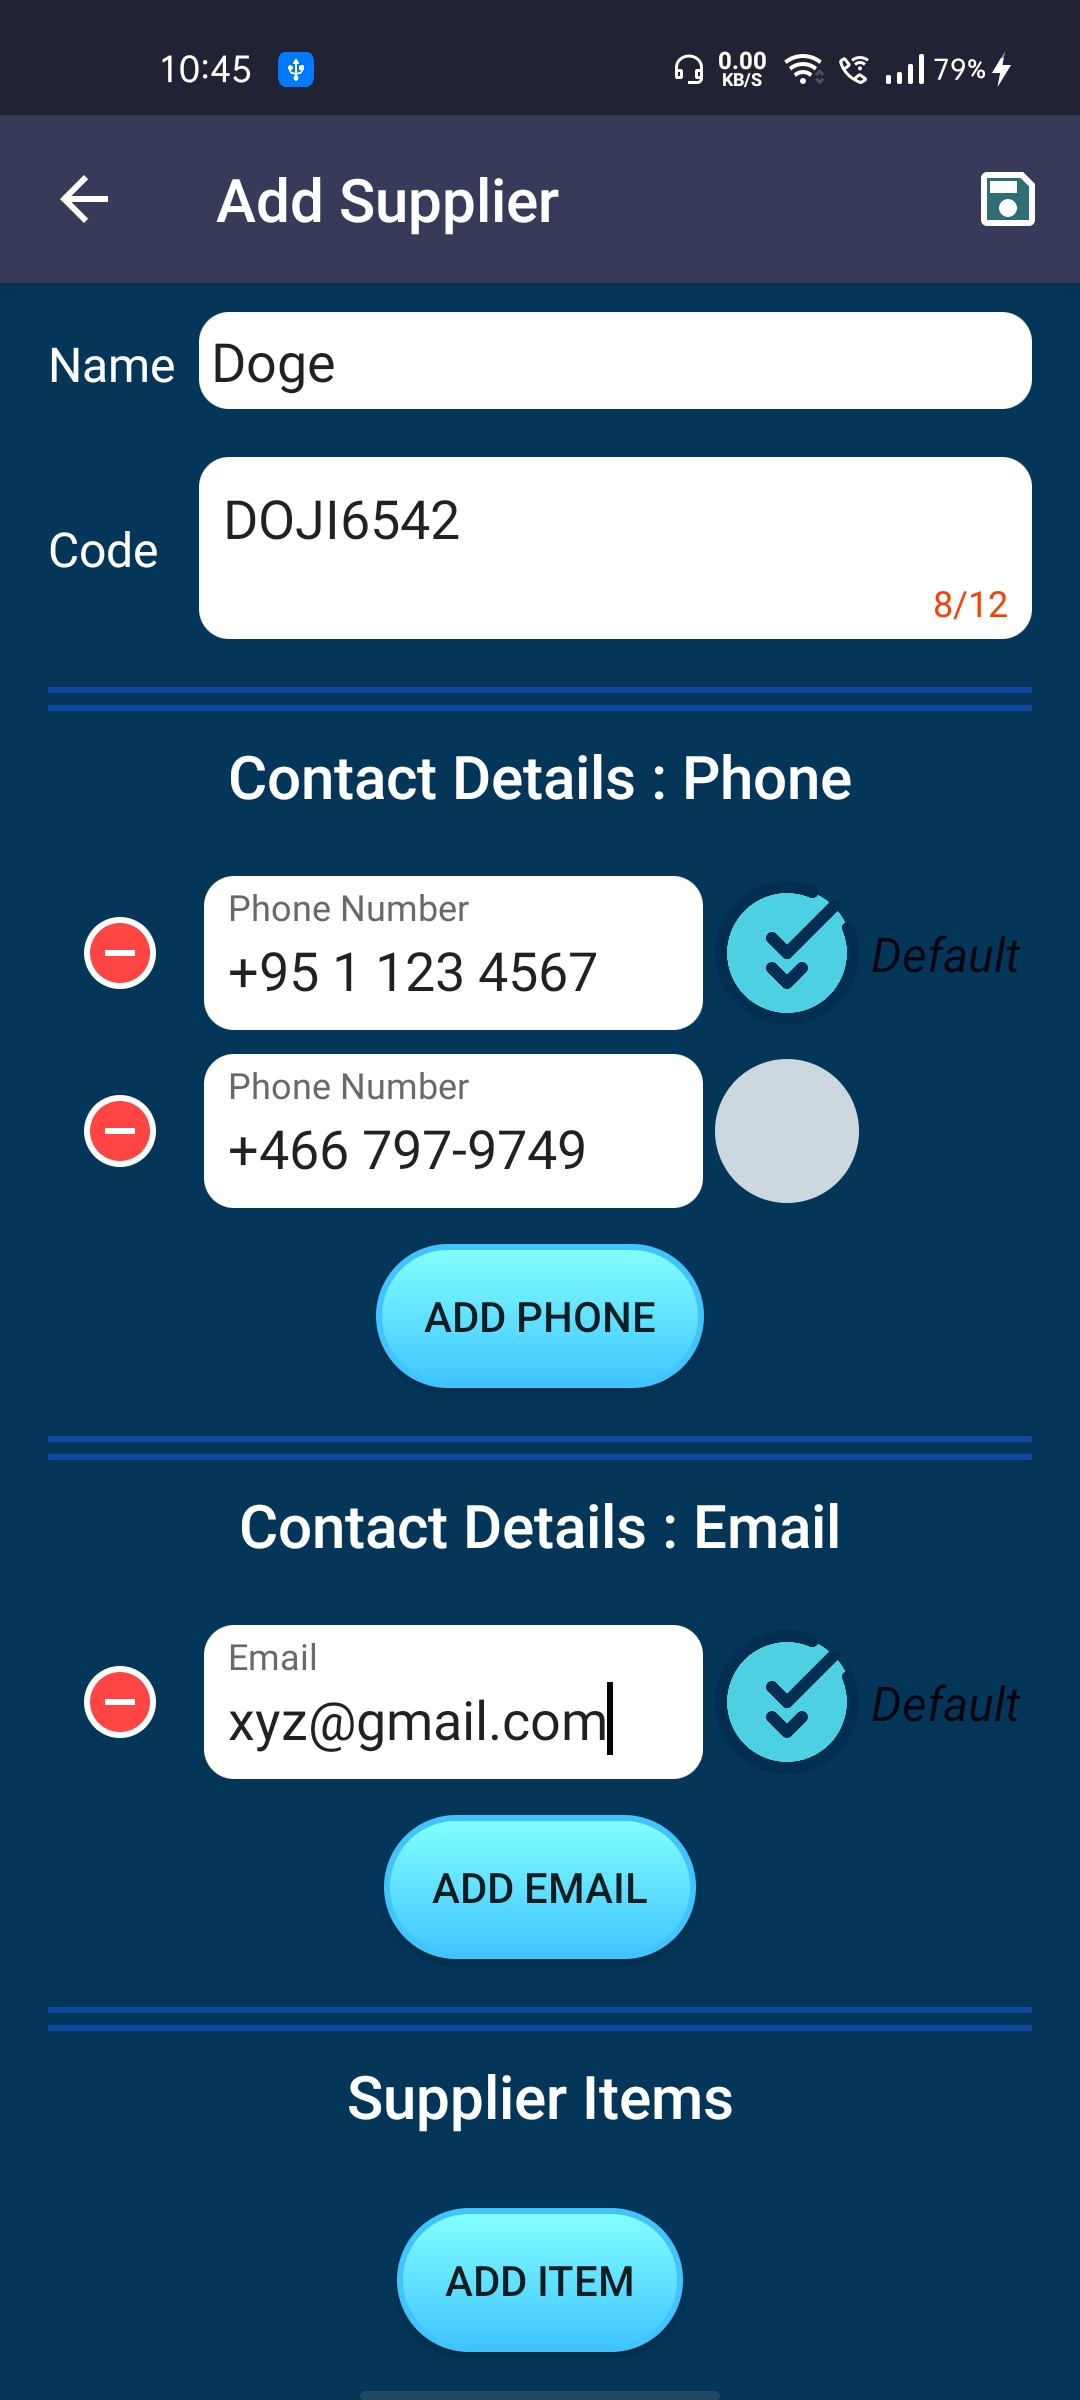 10:45 0.00 KB/S 79%
Add Supplier
Name Doge
Code DOJI6542
8/12
Contact Details : Phone
Phone Number
+95 1 123 4567 Default
Phone Number
+466 797-9749
ADD PHONE
Contact Details : Email
Email
xyz@gmail.com Default
ADD EMAIL
Supplier Items
ADD ITEM